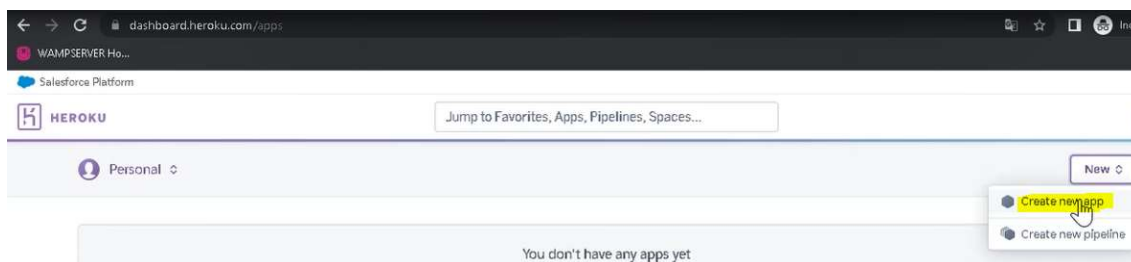 dashboard.heroku.com/apps
WAMPSERVER Ho...
Salesforce Platform
HEROKU
Jump to Favorites, Apps, Pipelines, Spaces...
Personal
New
Create new app
Create new pipeline
You don't have any apps yet